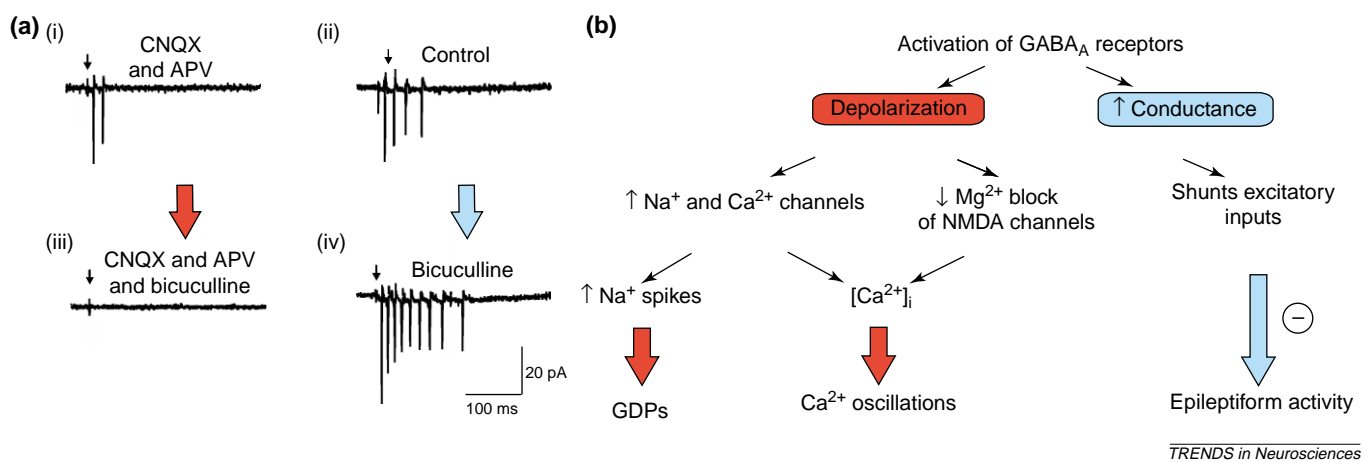 (a)
(i)
CNQX
and APV
(ii)
Control
(iii)
CNQX and APV
and bicuculline
(iv)
Bicuculline
20 pA
100 ms
(b)
Activation of GABA_A receptors
Depolarization
↑ Conductance
↑ Na⁺ and Ca²⁺ channels
↓ Mg²⁺ block
of NMDA channels
Shunts excitatory
inputs
↑ Na⁺ spikes
[Ca²⁺]ᵢ
−
GDPs
Ca²⁺ oscillations
Epileptiform activity
TRENDS in Neurosciences